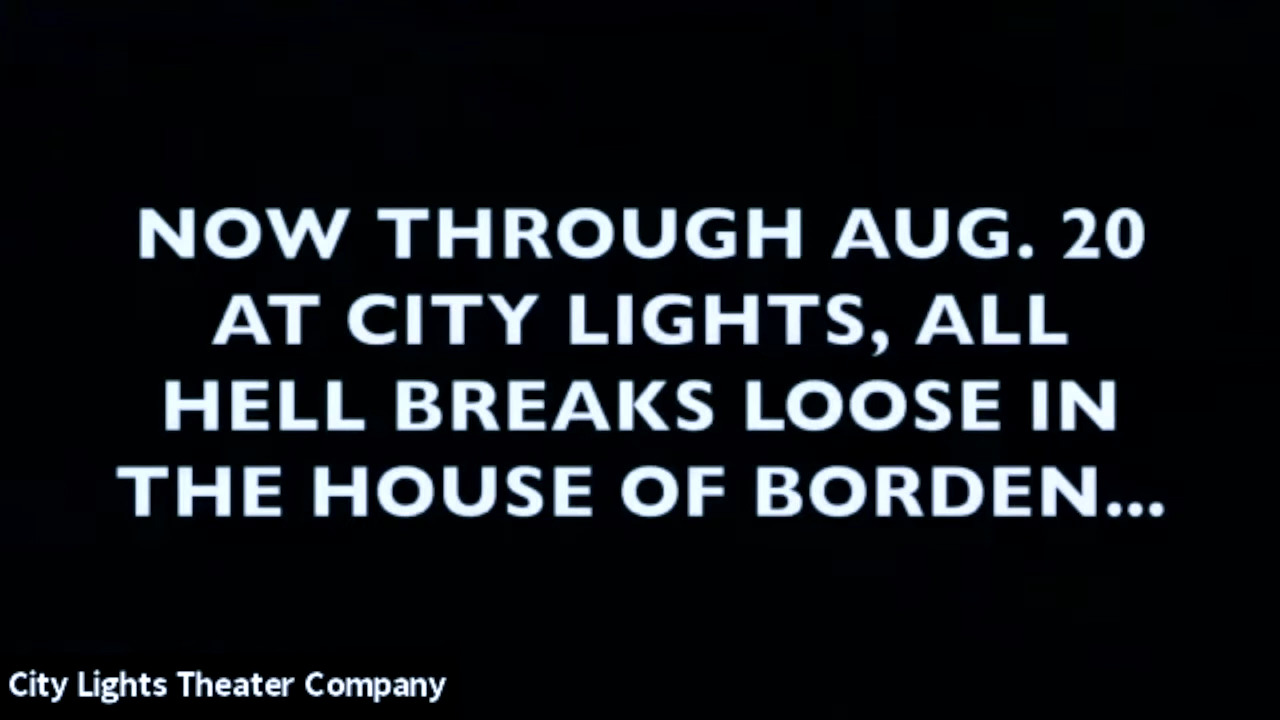 NOW THROUGH AUG. 20
AT CITY LIGHTS, ALL
HELL BREAKS LOOSE IN
THE HOUSE OF BORDEN...
City Lights Theater Company